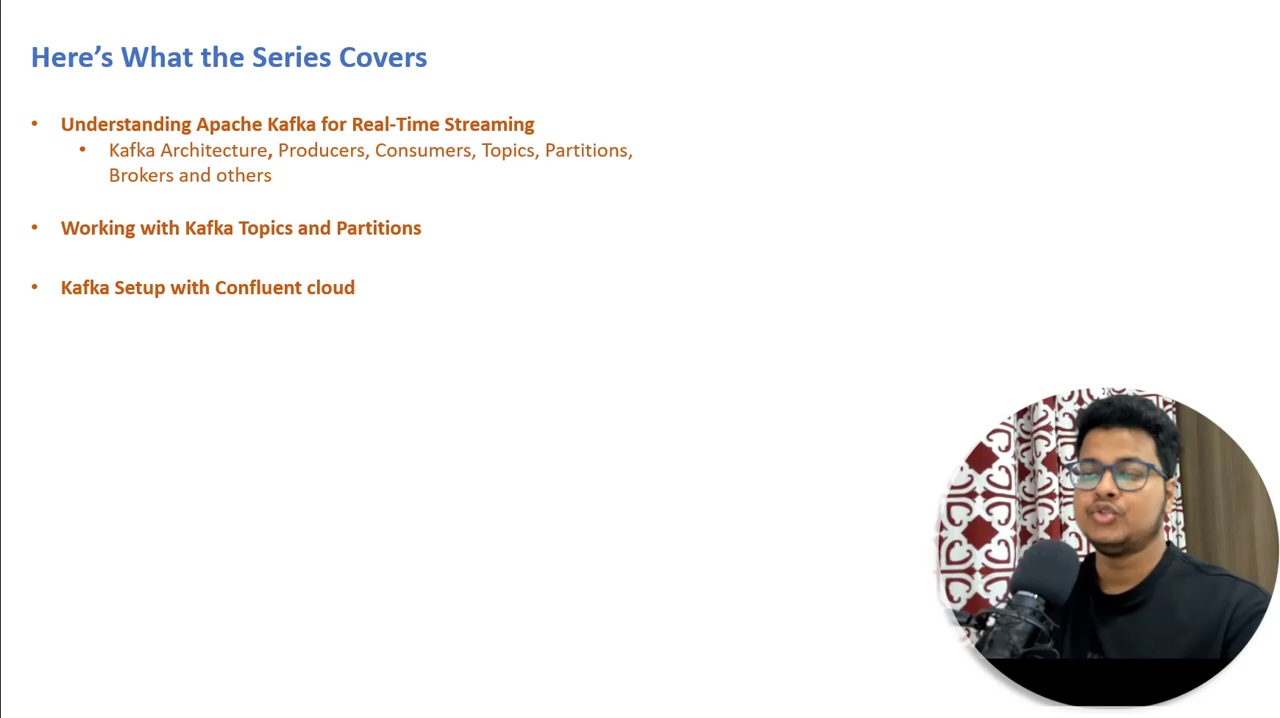 Here’s What the Series Covers
• Understanding Apache Kafka for Real-Time Streaming
• Kafka Architecture, Producers, Consumers, Topics, Partitions,
Brokers and others
• Working with Kafka Topics and Partitions
• Kafka Setup with Confluent cloud